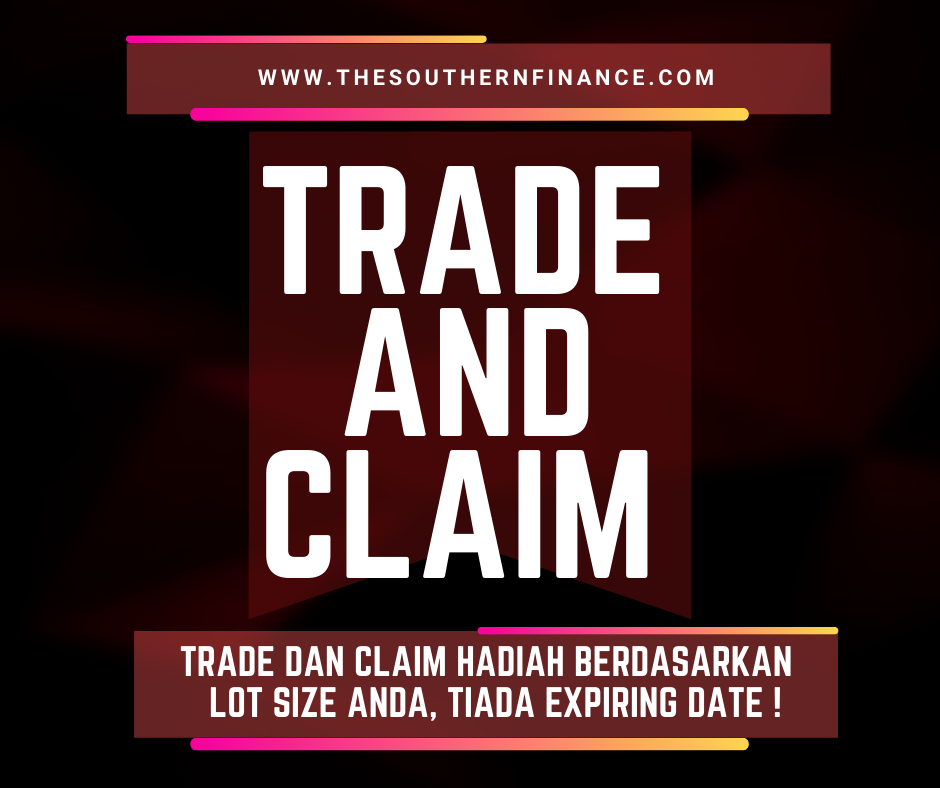 WWW.THESOUTHERNFINANCE.COM
TRADE
AND
CLAIM
TRADE DAN CLAIM HADIAH BERDASARKAN
LOT SIZE ANDA, TIADA EXPIRING DATE !